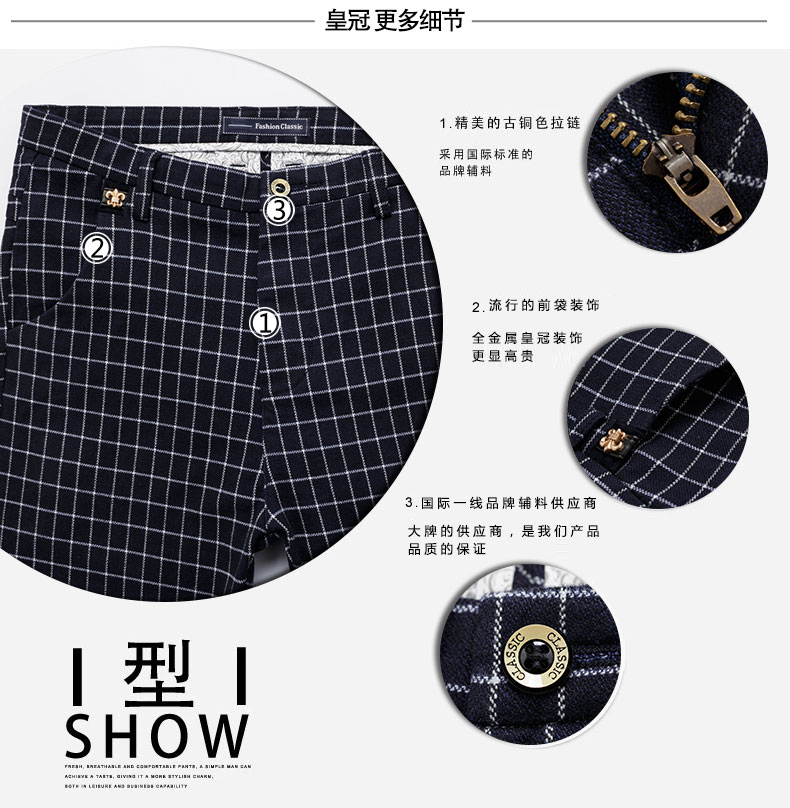 皇冠 更多细节
Fashion Classic
1.精美的古铜色拉链
采用国际标准的
品牌辅料
③
②
①
2.流行的前袋装饰
全金属皇冠装饰
更显高贵
3.国际一线品牌辅料供应商
大牌的供应商，是我们产品
品质的保证
CLASSIC CLASSIC
型
SHOW
FRESH, BREATHABLE AND COMFORTABLE PANTS, A SIMPLE MAN CAN
ACHIEVE A TASTE, GIVING IT A MORE STYLISH CHARM,
BOTH IN LEISURE AND BUSINESS CAPABILITY